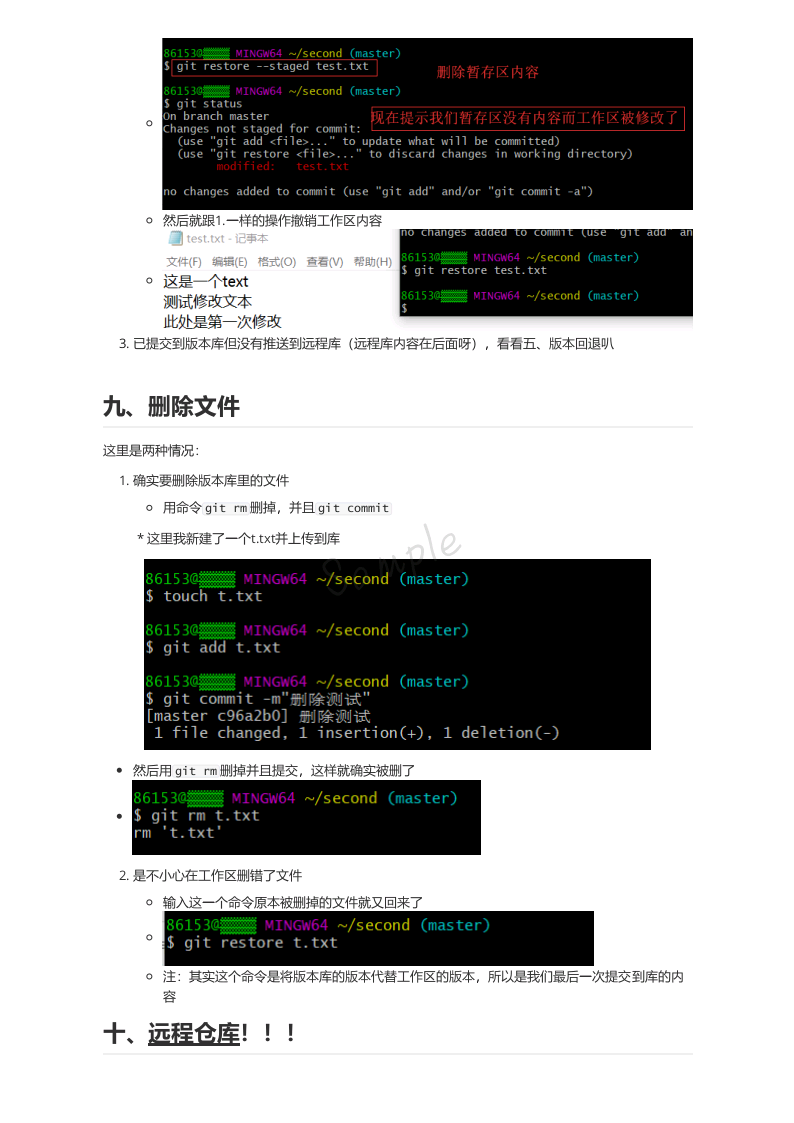 86153@▒▒▒▒ MINGW64 ~/second (master)
$ git restore --staged test.txt
删除暂存区内容
86153@▒▒▒▒ MINGW64 ~/second (master)
$ git status
On branch master
现在提示我们暂存区没有内容而工作区被修改了
Changes not staged for commit:
(use "git add <file>..." to update what will be committed)
(use "git restore <file>..." to discard changes in working directory)
modified: test.txt
no changes added to commit (use "git add" and/or "git commit -a")
然后就跟1.一样的操作撤销工作区内容
test.txt - 记事本
文件(F) 编辑(E) 格式(O) 查看(V) 帮助(H)
这是一个text
测试修改文本
此处是第一次修改
no changes added to commit (use "git add" an
86153@▒▒▒▒ MINGW64 ~/second (master)
$ git restore test.txt
86153@▒▒▒▒ MINGW64 ~/second (master)
$
3. 已提交到版本库但没有推送到远程库（远程库内容在后面呀），看看五、版本回退叭
九、删除文件
这里是两种情况：
1. 确实要删除版本库里的文件
用命令git rm删掉，并且git commit
* 这里我新建了一个t.txt并上传到库
Sample
86153@▒▒▒▒ MINGW64 ~/second (master)
$ touch t.txt
86153@▒▒▒▒ MINGW64 ~/second (master)
$ git add t.txt
86153@▒▒▒▒ MINGW64 ~/second (master)
$ git commit -m"删除测试"
[master c96a2b0] 删除测试
1 file changed, 1 insertion(+), 1 deletion(-)
然后用git rm删掉并且提交，这样就确实被删了
86153@▒▒▒▒ MINGW64 ~/second (master)
$ git rm t.txt
rm 't.txt'
2. 是不小心在工作区删错了文件
输入这一个命令原本被删掉的文件就又回来了
86153@▒▒▒▒ MINGW64 ~/second (master)
$ git restore t.txt
注：其实这个命令是将版本库的版本代替工作区的版本，所以是我们最后一次提交到库的内
容
十、远程仓库！！！